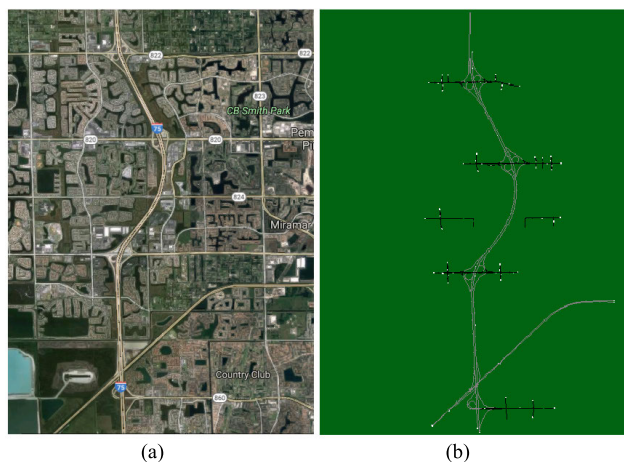 822
822
823
CB Smith Park
75
820
820
Pem
Pi
824
Miramar
Country Club
75
860
(a)
(b)